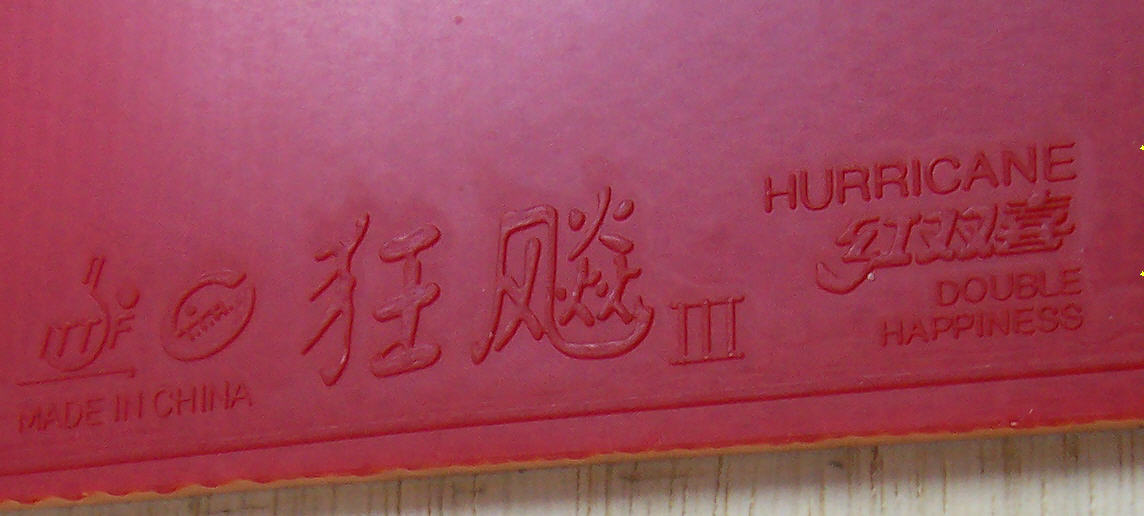 HURRICANE
红双喜
DOUBLE
HAPPINESS
狂飚 III
ITTF
MADE IN CHINA